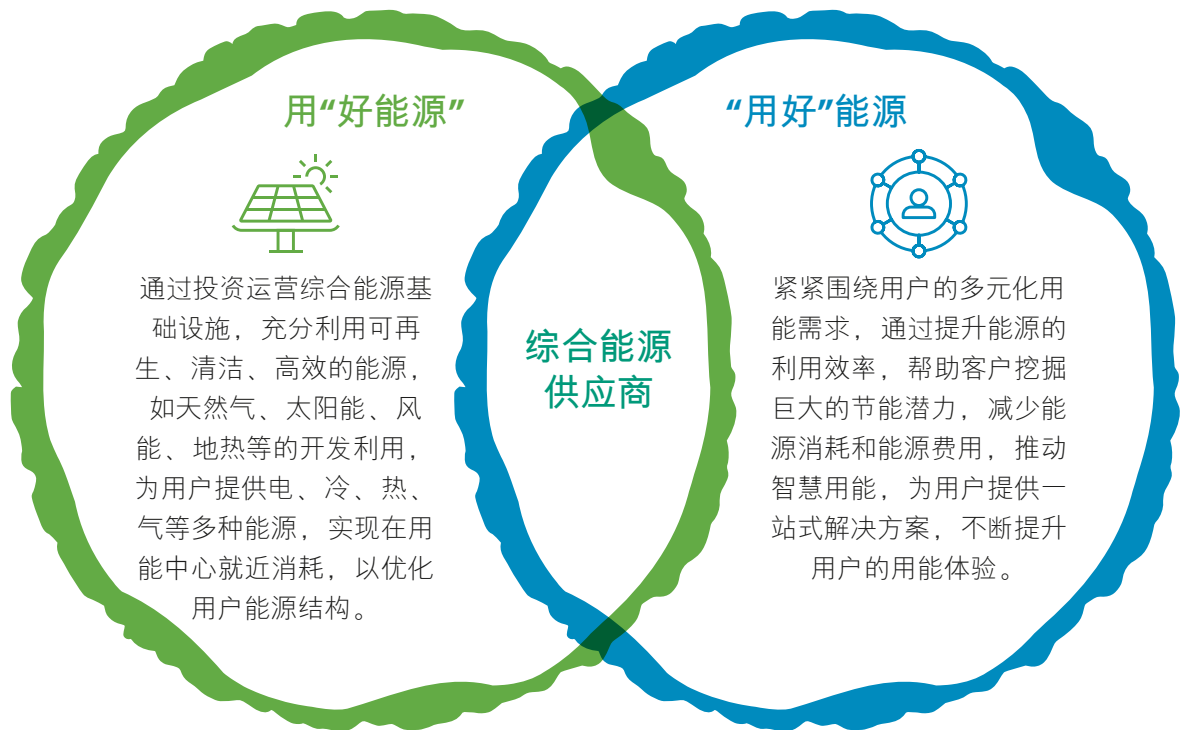 用“好能源”
通过投资运营综合能源基
础设施，充分利用可再
生、清洁、高效的能源，
如天然气、太阳能、风
能、地热等的开发利用，
为用户提供电、冷、热、
气等多种能源，实现在用
能中心就近消耗，以优化
用户能源结构。
综合能源
供应商
“用好”能源
紧紧围绕用户的多元化用
能需求，通过提升能源的
利用效率，帮助客户挖掘
巨大的节能潜力，减少能
源消耗和能源费用，推动
智慧用能，为用户提供一
站式解决方案，不断提升
用户的用能体验。